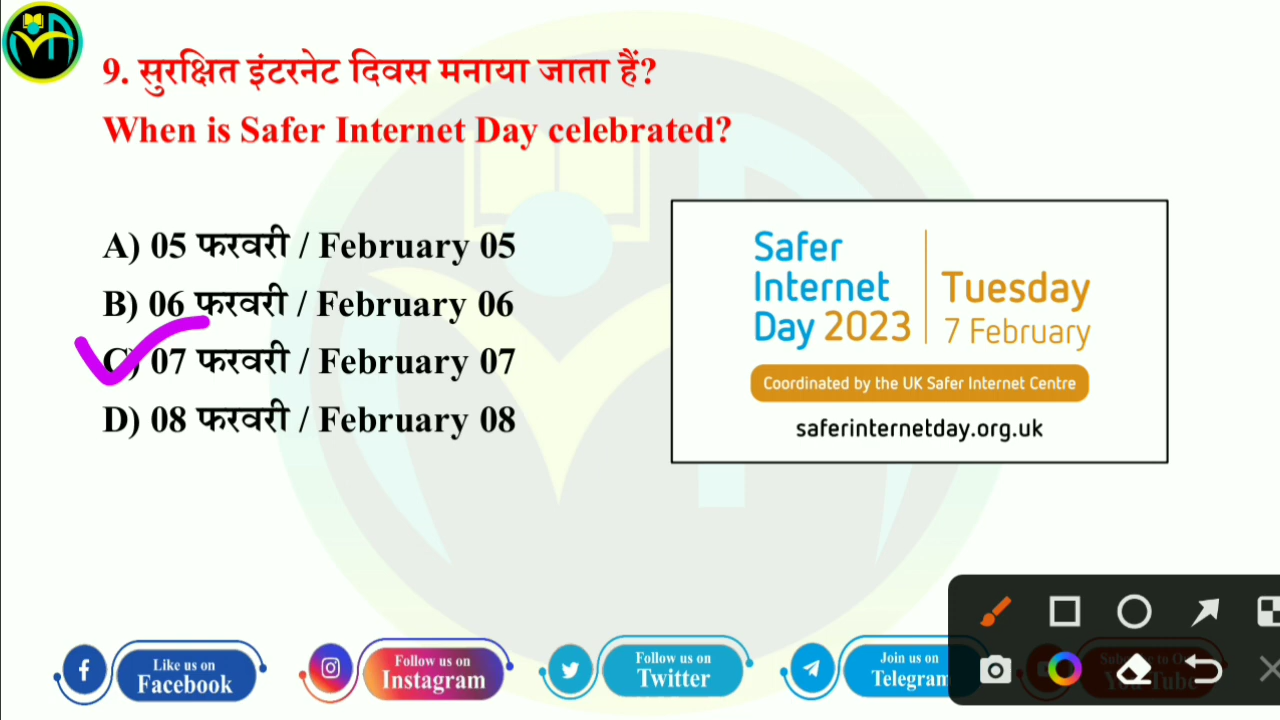 9. सुरक्षित इंटरनेट दिवस मनाया जाता हैं?
When is Safer Internet Day celebrated?
A) 05 फरवरी / February 05
B) 06 फरवरी / February 06
C) 07 फरवरी / February 07
D) 08 फरवरी / February 08
Safer
Internet
Day 2023
Tuesday
7 February
Coordinated by the UK Safer Internet Centre
saferinternetday.org.uk
Like us on
Facebook
Follow us on
Instagram
Follow us on
Twitter
Join us on
Telegram
Subscribe to
YouTube